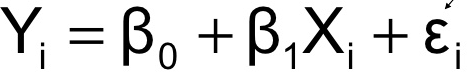 Yᵢ = β₀ + β₁Xᵢ + εᵢ